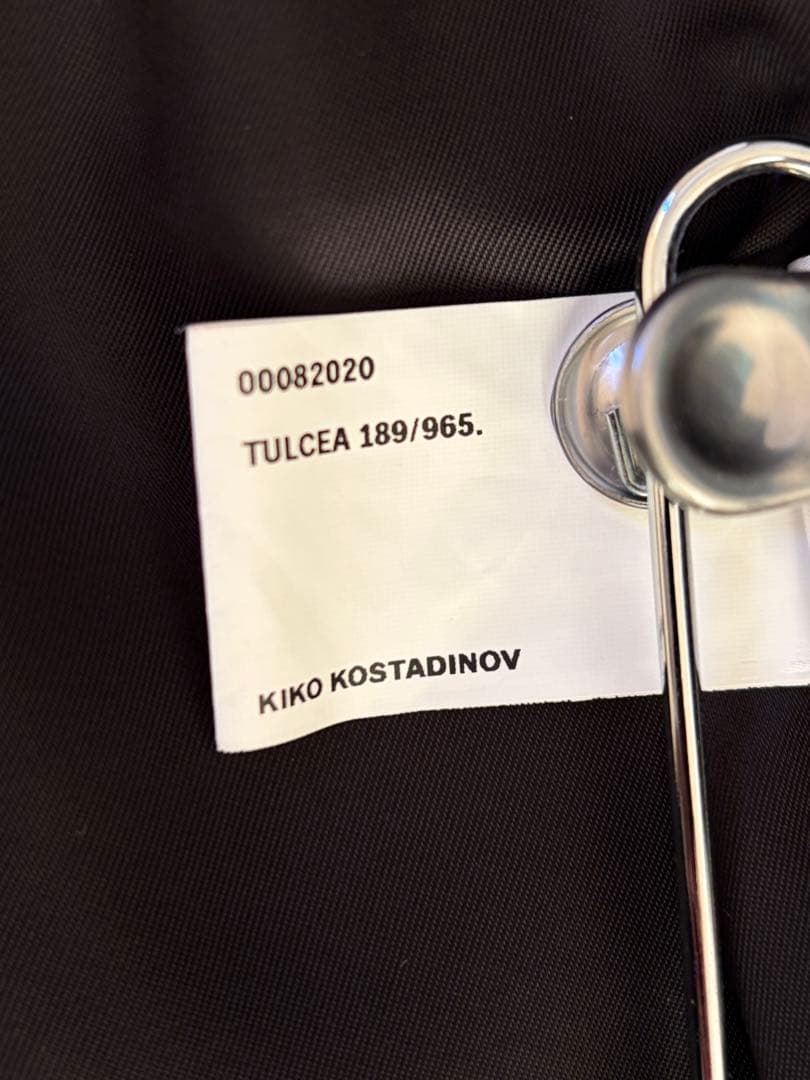 00082020
TULCEA 189/965.
KIKO KOSTADINOV